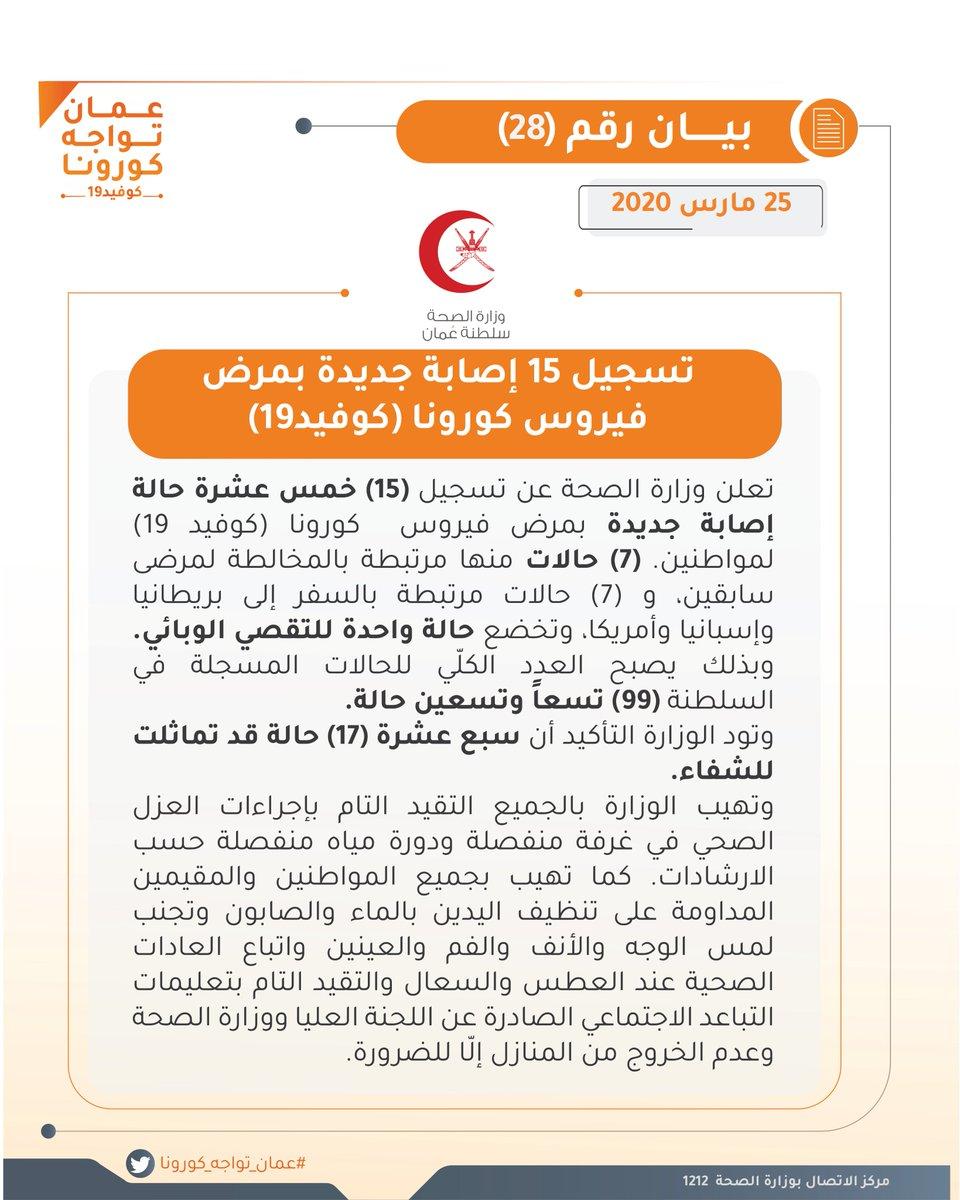 عـمـان
تـواجه
كورونـا
كوفيد19
بيـــان رقم (28)
25 مارس 2020
وزارة الصحة
سلطنة عُمان
تسجيل 15 إصابة جديدة بمرض
فيروس كورونا (كوفيد19)
تعلن وزارة الصحة عن تسجيل (15) خمس عشرة حالة
إصابة جديدة بمرض فيروس كورونا (كوفيد 19)
لمواطنين. (7) حالات منها مرتبطة بالمخالطة لمرضى
سابقين، و (7) حالات مرتبطة بالسفر إلى بريطانيا
وإسبانيا وأمريكا، وتخضع حالة واحدة للتقصي الوبائي.
وبذلك يصبح العدد الكلّي للحالات المسجلة في
السلطنة (99) تسعاً وتسعين حالة.
وتود الوزارة التأكيد أن سبع عشرة (17) حالة قد تماثلت
للشفاء.
وتهيب الوزارة بالجميع التقيد التام بإجراءات العزل
الصحي في غرفة منفصلة ودورة مياه منفصلة حسب
الارشادات. كما تهيب بجميع المواطنين والمقيمين
المداومة على تنظيف اليدين بالماء والصابون وتجنب
لمس الوجه والأنف والفم والعينين واتباع العادات
الصحية عند العطس والسعال والتقيد التام بتعليمات
التباعد الاجتماعي الصادرة عن اللجنة العليا ووزارة الصحة
وعدم الخروج من المنازل إلّا للضرورة.
#عمان_تواجه_كورونا
مركز الاتصال بوزارة الصحة 1212